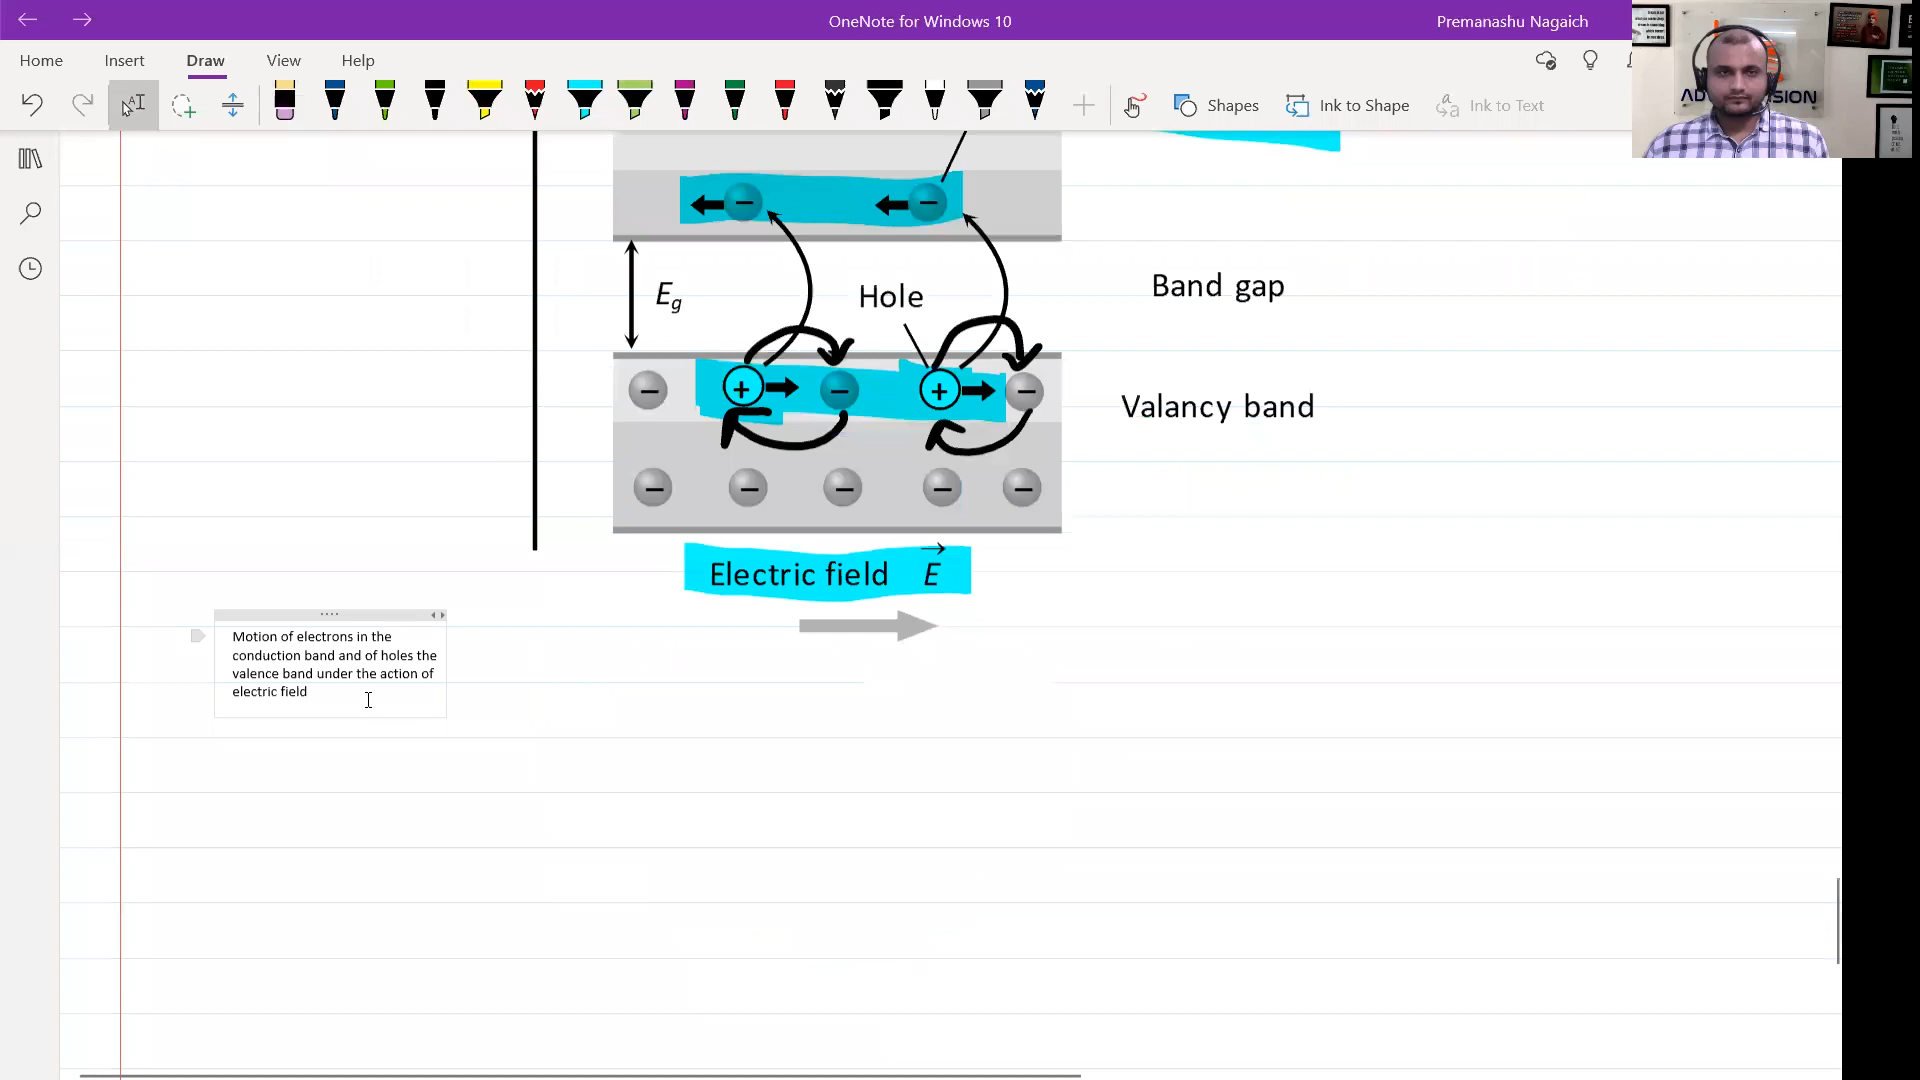 OneNote for Windows 10
Premanashu Nagaich
Home Insert Draw View Help
Shapes Ink to Shape Ink to Text
E_g
Hole
Band gap
Valancy band
Electric field E
Motion of electrons in the
conduction band and of holes the
valence band under the action of
electric field